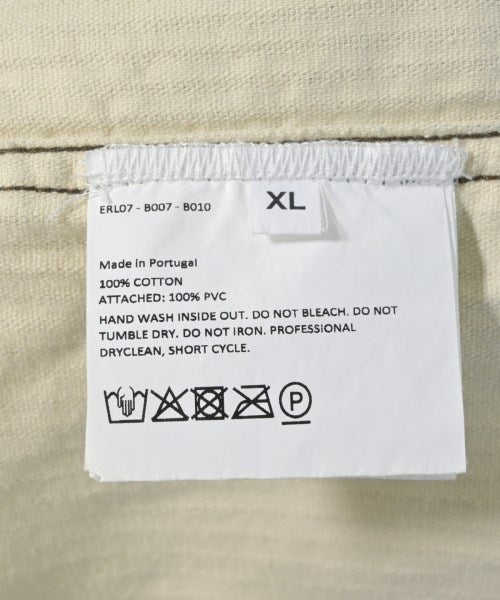 XL
ERL07 - B007 - B010
Made in Portugal
100% COTTON
ATTACHED: 100% PVC
HAND WASH INSIDE OUT. DO NOT BLEACH. DO NOT
TUMBLE DRY. DO NOT IRON. PROFESSIONAL
DRYCLEAN, SHORT CYCLE.
P